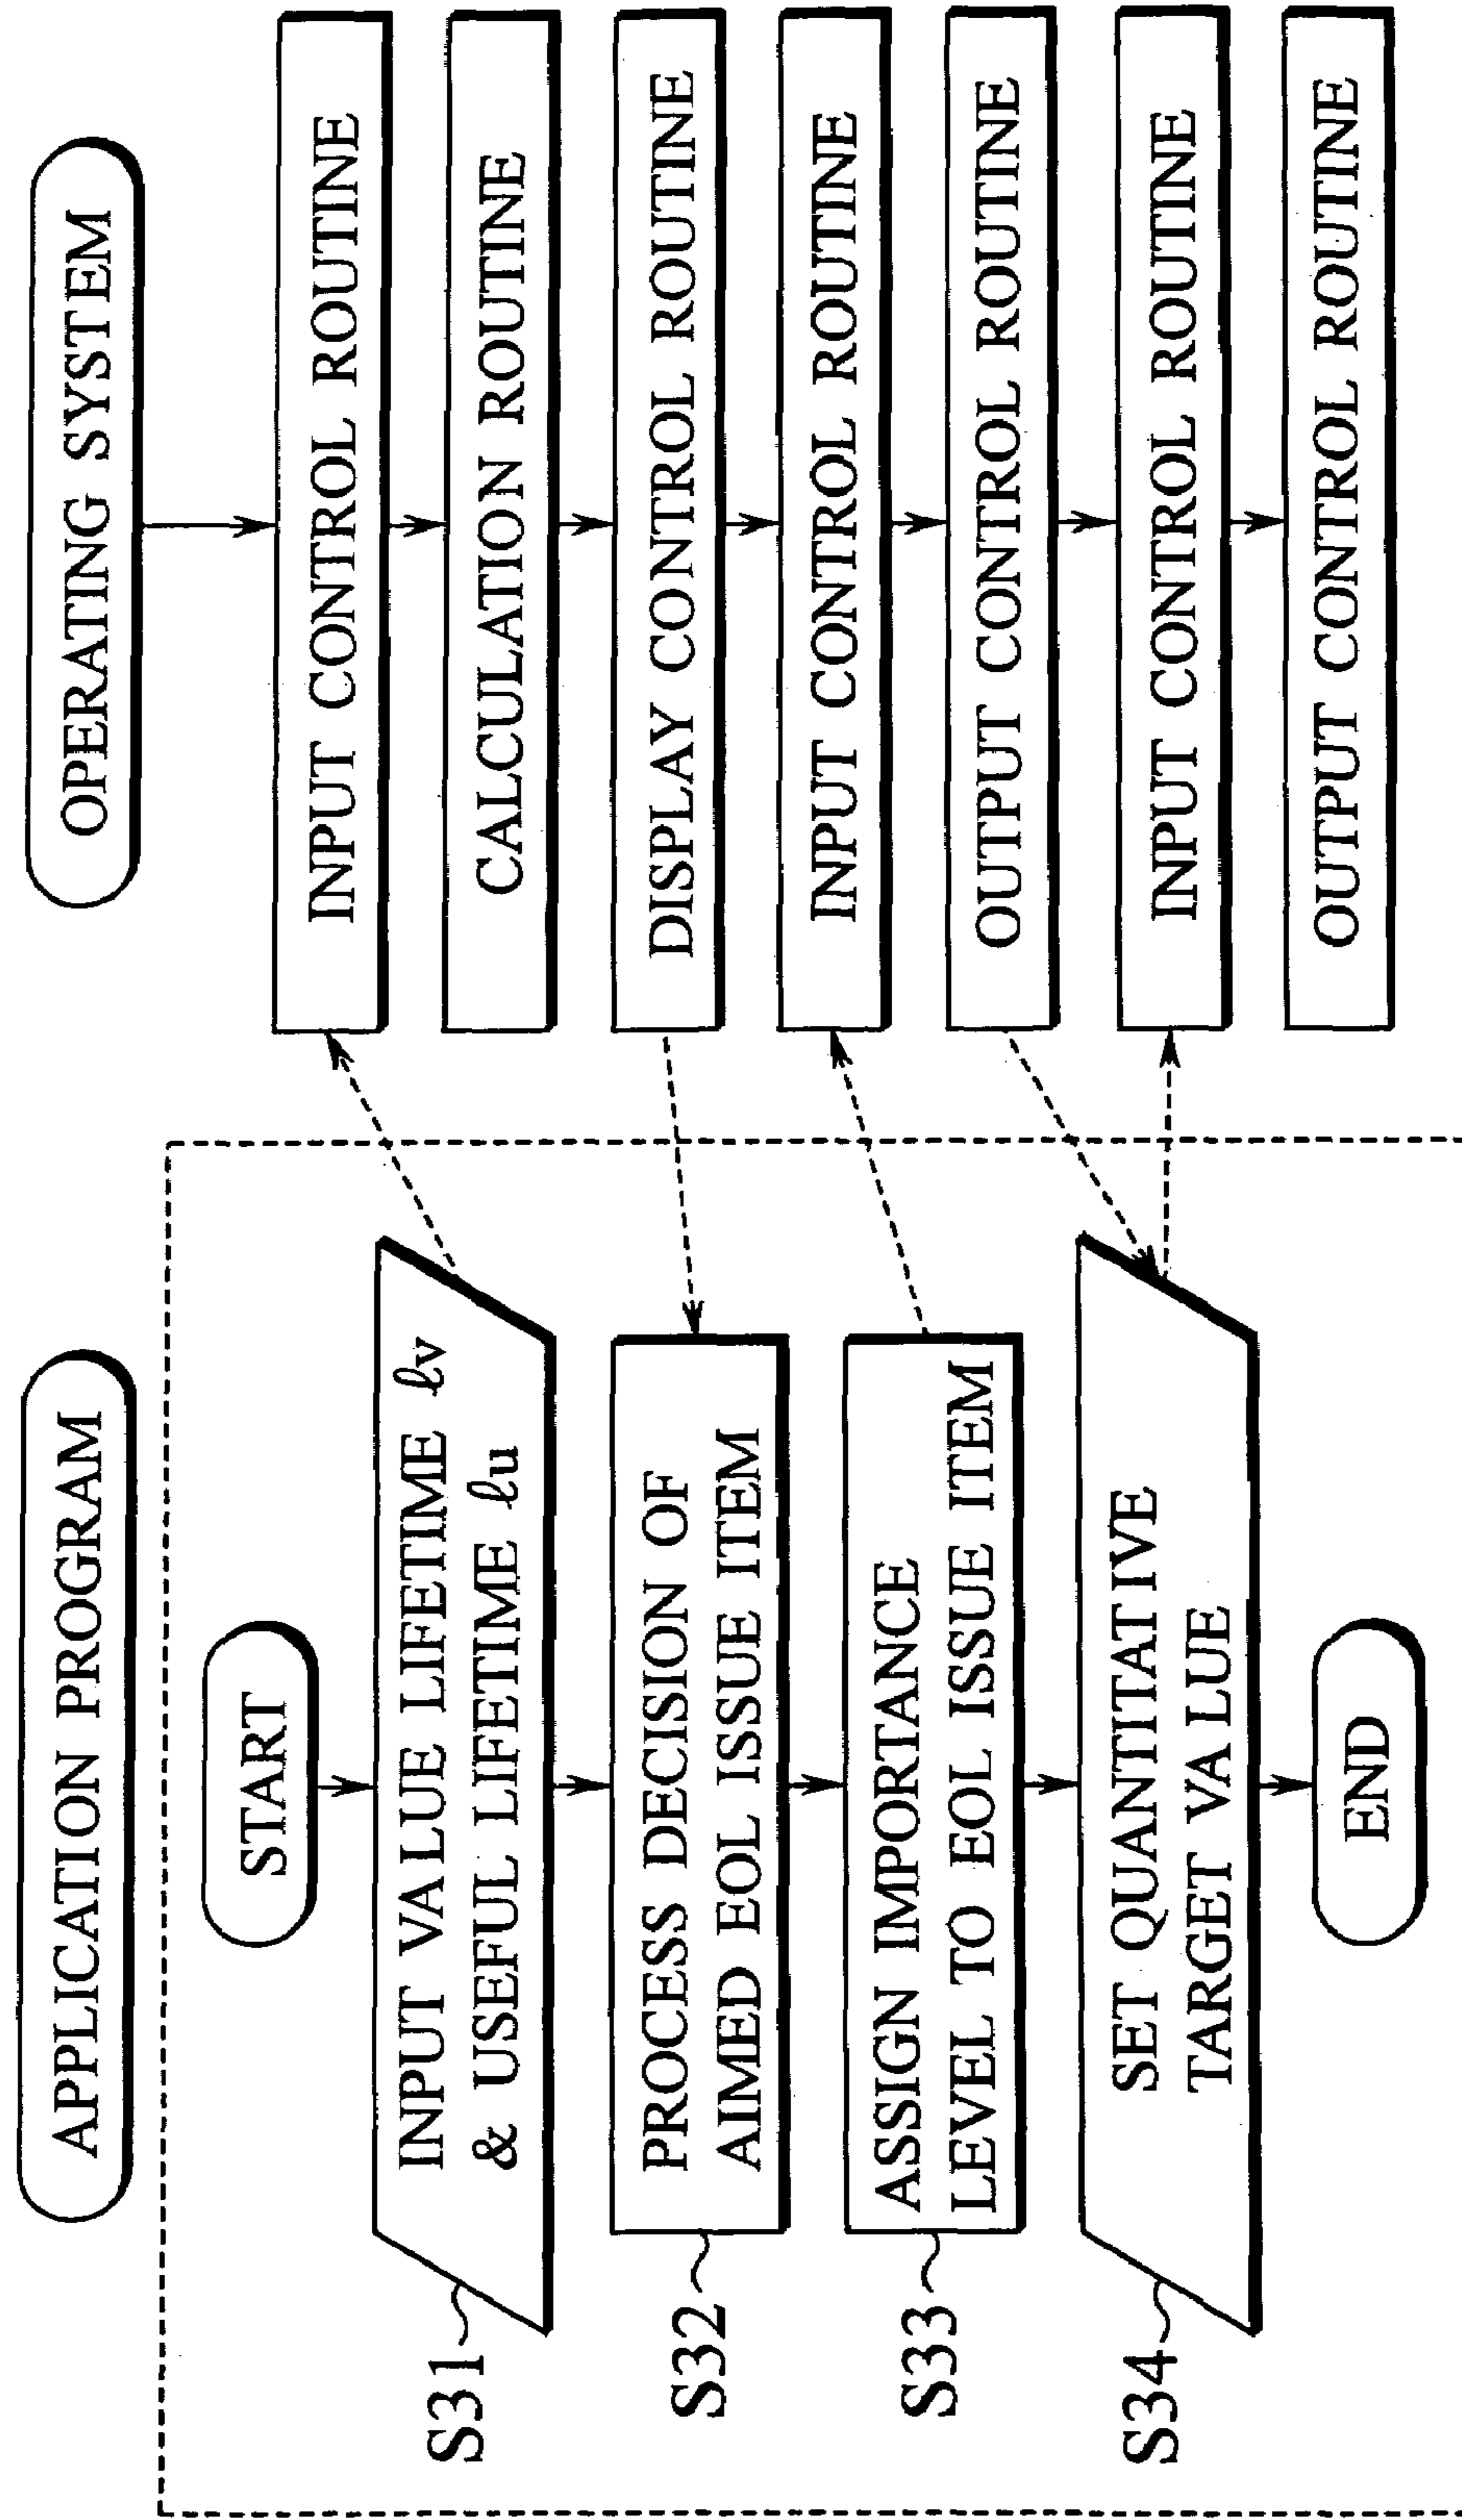 APPLICATION PROGRAM
START
S31
INPUT VALUE LIFETIME ℓv
& USEFUL LIFETIME ℓu
S32
PROCESS DECISION OF
AIMED EOL ISSUE ITEM
S33
ASSIGN IMPORTANCE
LEVEL TO EOL ISSUE ITEM
S34
SET QUANTITATIVE
TARGET VA LUE
END
OPERATING SYSTEM
INPUT CONTROL ROUTINE
CALCULATION ROUTINE
DISPLAY CONTROL ROUTINE
INPUT CONTROL ROUTINE
OUTPUT CONTROL ROUTINE
INPUT CONTROL ROUTINE
OUTPUT CONTROL ROUTINE